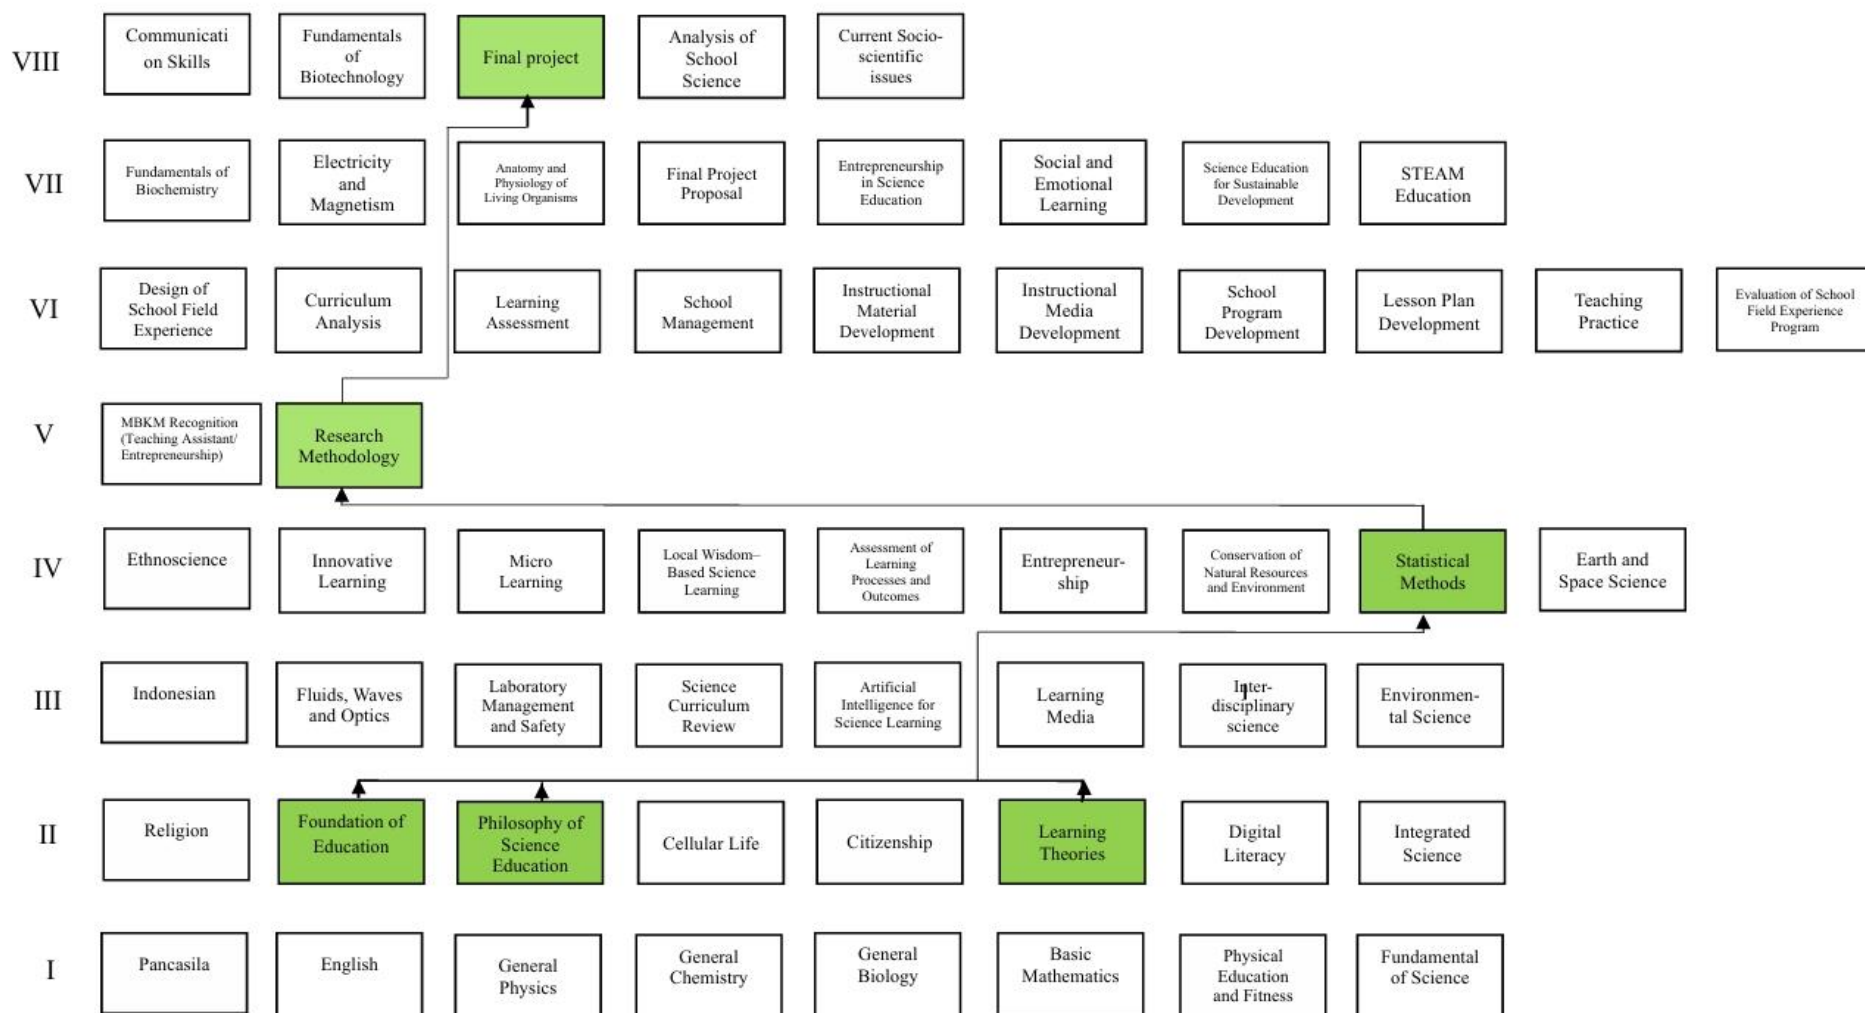 VIII
Communicati
on Skills
Fundamentals
of
Biotechnology
Final project
Analysis of
School
Science
Current Socio-
scientific
issues
VII
Fundamentals of
Biochemistry
Electricity
and
Magnetism
Anatomy and
Physiology of
Living Organisms
Final Project
Proposal
Entrepreneurship
in Science
Education
Social and
Emotional
Learning
Science Education
for Sustainable
Development
STEAM
Education
VI
Design of
School Field
Experience
Curriculum
Analysis
Learning
Assessment
School
Management
Instructional
Material
Development
Instructional
Media
Development
School
Program
Development
Lesson Plan
Development
Teaching
Practice
Evaluation of School
Field Experience
Program
V
MBKM Recognition
(Teaching Assistant/
Entrepreneurship)
Research
Methodology
IV
Ethnoscience
Innovative
Learning
Micro
Learning
Local Wisdom–
Based Science
Learning
Assessment of
Learning
Processes and
Outcomes
Entrepreneur-
ship
Conservation of
Natural Resources
and Environment
Statistical
Methods
Earth and
Space Science
III
Indonesian
Fluids, Waves
and Optics
Laboratory
Management
and Safety
Science
Curriculum
Review
Artificial
Intelligence for
Science Learning
Learning
Media
Inter-
disciplinary
science
Environmen-
tal Science
II
Religion
Foundation of
Education
Philosophy of
Science
Education
Cellular Life
Citizenship
Learning
Theories
Digital
Literacy
Integrated
Science
I
Pancasila
English
General
Physics
General
Chemistry
General
Biology
Basic
Mathematics
Physical
Education
and Fitness
Fundamental
of Science